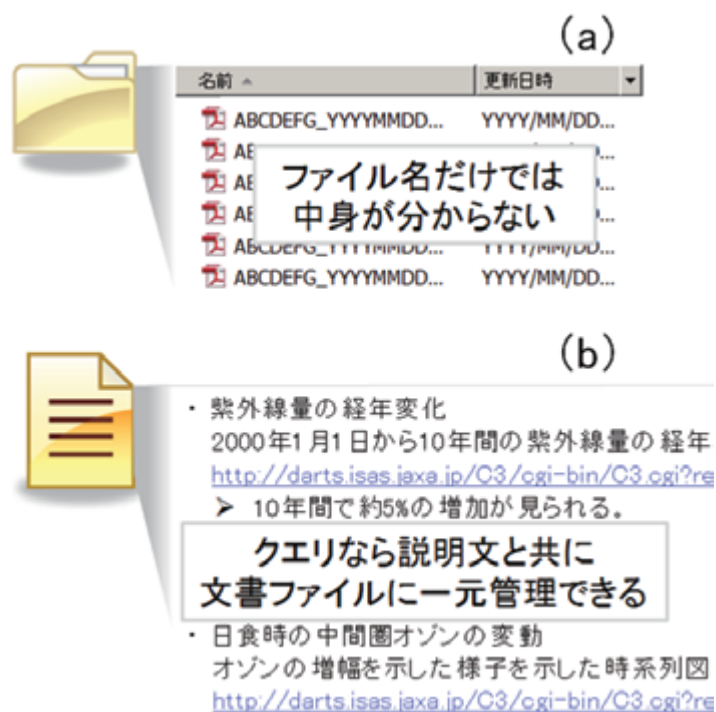 (a)
名前 更新日時
ABCDEFG_YYYYMMDD... YYYY/MM/DD...
AB
ファイル名だけでは
中身が分からない
ABCDEFG_YYYYMMDD... YYYY/MM/DD...
ABCDEFG_YYYYMMDD... YYYY/MM/DD...
(b)
・紫外線量の経年変化
2000年1月1日から10年間の紫外線量の経年
http://darts.isas.jaxa.jp/C3/cgi-bin/C3.cgi?re
➤ 10年間で約5%の増加が見られる。
クエリなら説明文と共に
文書ファイルに一元管理できる
・日食時の中間圏オゾンの変動
オゾンの増幅を示した様子を示した時系列図
http://darts.isas.jaxa.jp/C3/cgi-bin/C3.cgi?re